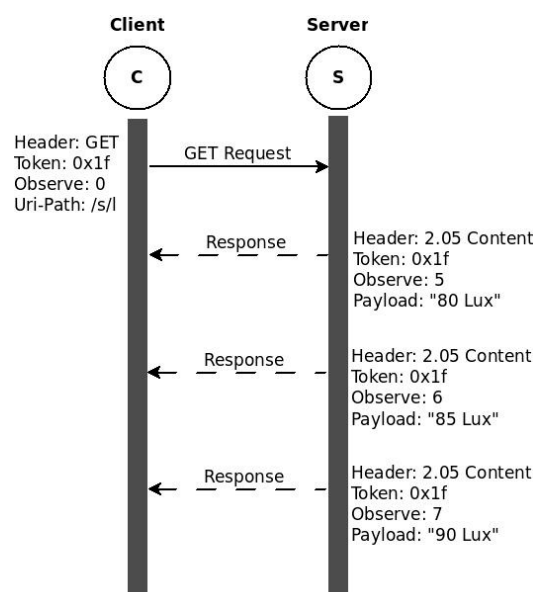 Client
Server
C
S
Header: GET
Token: 0x1f
Observe: 0
Uri-Path: /s/l
GET Request
Response
Header: 2.05 Content
Token: 0x1f
Observe: 5
Payload: "80 Lux"
Response
Header: 2.05 Content
Token: 0x1f
Observe: 6
Payload: "85 Lux"
Response
Header: 2.05 Content
Token: 0x1f
Observe: 7
Payload: "90 Lux"